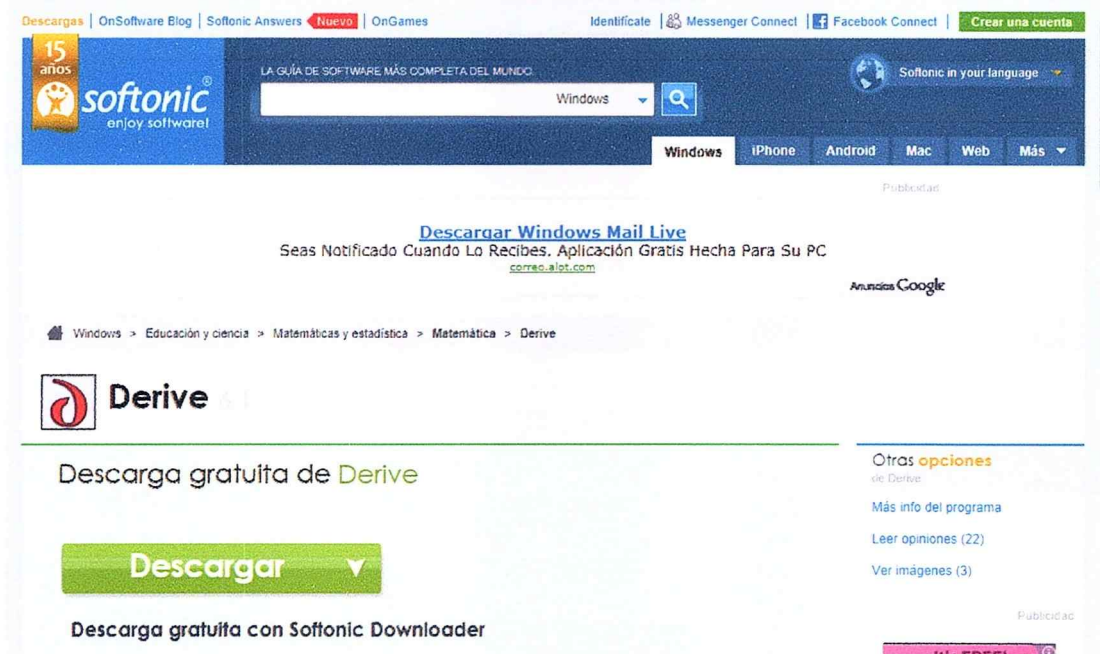 Descargas | OnSoftware Blog | Softonic Answers Nuevo | OnGames
Identifícate | Messenger Connect | Facebook Connect | Crear una cuenta
15
años
softonic®
enjoy software!
LA GUÍA DE SOFTWARE MÁS COMPLETA DEL MUNDO.
Windows
Softonic in your language
Windows iPhone Android Mac Web Más
Publicidad
Descargar Windows Mail Live
Seas Notificado Cuando Lo Recibes. Aplicación Gratis Hecha Para Su PC
correo.alot.com
Anuncios Google
Windows > Educación y ciencia > Matemáticas y estadística > Matemática > Derive
Derive
Descarga gratuita de Derive
Descargar
Descarga gratuita con Softonic Downloader
Otras opciones
de Derive
Más info del programa
Leer opiniones (22)
Ver imágenes (3)
Publicidad
FREE!